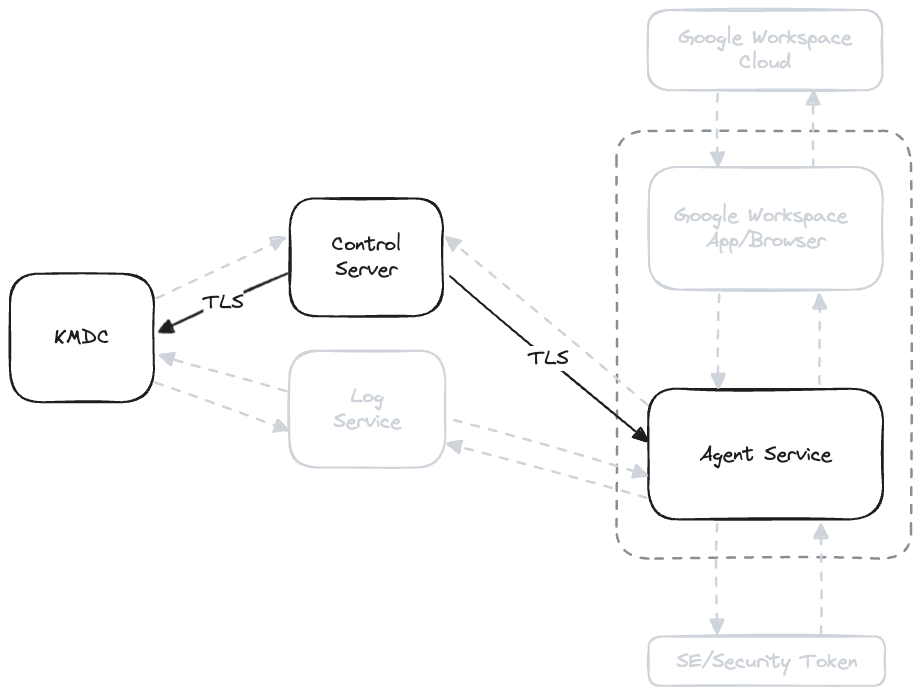 Google Workspace
Cloud
Google Workspace
App/Browser
Control
Server
TLS
KMDC
TLS
Log
Service
Agent Service
SE/Security Token